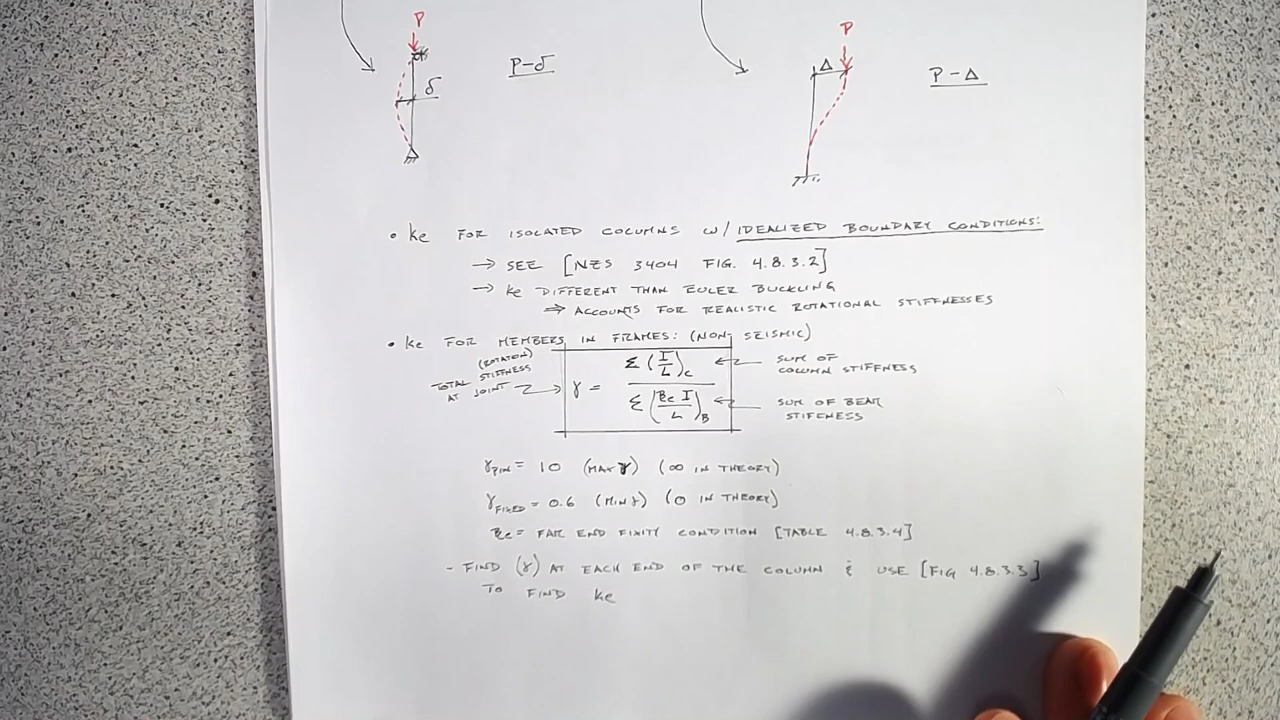 P
P
δ
P-δ
Δ
P-Δ
• ke FOR ISOLATED COLUMNS W/ IDEALIZED BOUNDARY CONDITIONS:
→ SEE [NZS 3404 FIG. 4.8.3.2]
→ ke DIFFERENT THAN EULER BUCKLING
⇒ ACCOUNTS FOR REALISTIC ROTATIONAL STIFFNESSES
• ke FOR MEMBERS IN FRAMES: (NON-SEISMIC)
(ROTATION)
TOTAL STIFFNESS
AT JOINT
γ = Σ(I/L)c / Σ(βe I/L)B
SUM OF
COLUMN STIFFNESS
SUM OF BEAM
STIFFNESS
γPIN = 10 (MAX γ) (∞ IN THEORY)
γFIXED = 0.6 (MIN γ) (0 IN THEORY)
βe = FAR END FIXITY CONDITION [TABLE 4.8.3.4]
- FIND (γ) AT EACH END OF THE COLUMN & USE [FIG 4.8.3.3]
TO FIND ke